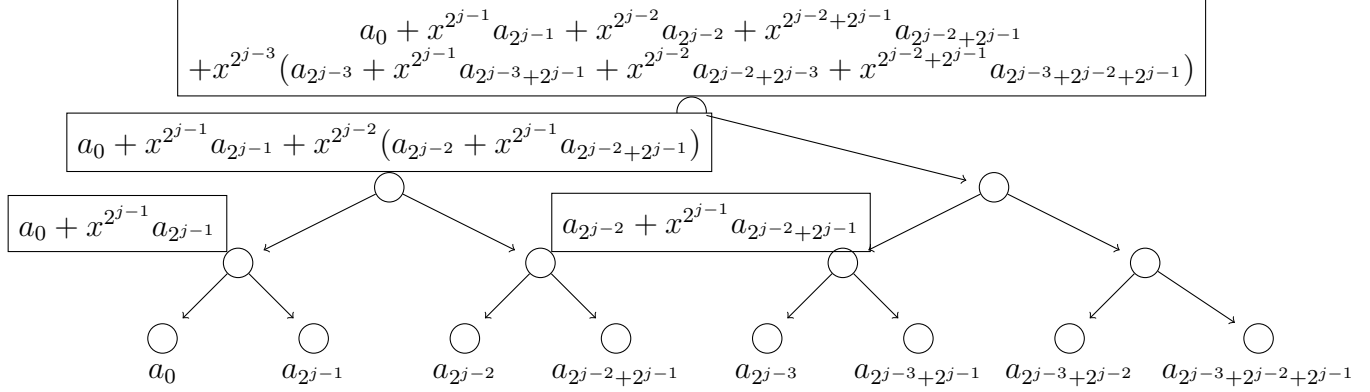 $a_0 + x^{2^{j-1}} a_{2^{j-1}} + x^{2^{j-2}} a_{2^{j-2}} + x^{2^{j-2}+2^{j-1}} a_{2^{j-2}+2^{j-1}}$
$+x^{2^{j-3}}(a_{2^{j-3}} + x^{2^{j-1}} a_{2^{j-3}+2^{j-1}} + x^{2^{j-2}} a_{2^{j-2}+2^{j-3}} + x^{2^{j-2}+2^{j-1}} a_{2^{j-3}+2^{j-2}+2^{j-1}})$
$a_0 + x^{2^{j-1}} a_{2^{j-1}} + x^{2^{j-2}}(a_{2^{j-2}} + x^{2^{j-1}} a_{2^{j-2}+2^{j-1}})$
$a_0 + x^{2^{j-1}} a_{2^{j-1}}$
$a_{2^{j-2}} + x^{2^{j-1}} a_{2^{j-2}+2^{j-1}}$
$a_0$
$a_{2^{j-1}}$
$a_{2^{j-2}}$
$a_{2^{j-2}+2^{j-1}}$
$a_{2^{j-3}}$
$a_{2^{j-3}+2^{j-1}}$
$a_{2^{j-3}+2^{j-2}}$
$a_{2^{j-3}+2^{j-2}+2^{j-1}}$